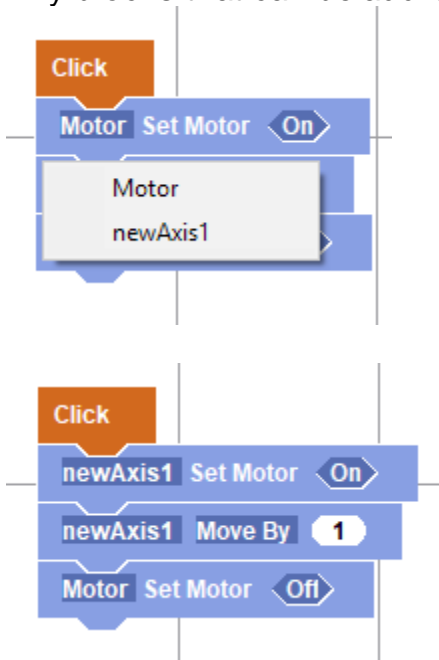 Click
Motor Set Motor On
Motor
newAxis1
Click
newAxis1 Set Motor On
newAxis1 Move By 1
Motor Set Motor Off